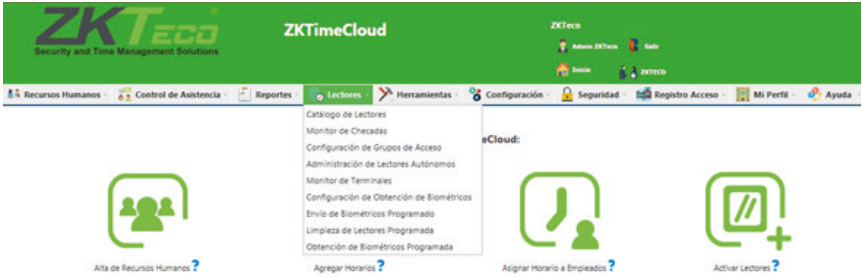 ZKTECO
Security and Time Management Solutions
ZKTimeCloud
ZKTeco
Admin ZKTeco Salir
Inicio ZKTECO
Recursos Humanos Control de Asistencia Reportes Lectores Herramientas Configuración Seguridad Registro Acceso Mi Perfil Ayuda
Catálogo de Lectores
Monitor de Checadas
Configuración de Grupos de Acceso
Administración de Lectores Autónomos
Monitor de Terminales
Configuración de Obtención de Biométricos
Envío de Biométricos Programado
Limpieza de Lectores Programada
Obtención de Biométricos Programada
eCloud:
Alta de Recursos Humanos ?
Agregar Horarios ?
Asignar Horario a Empleados ?
Activar Lectores ?